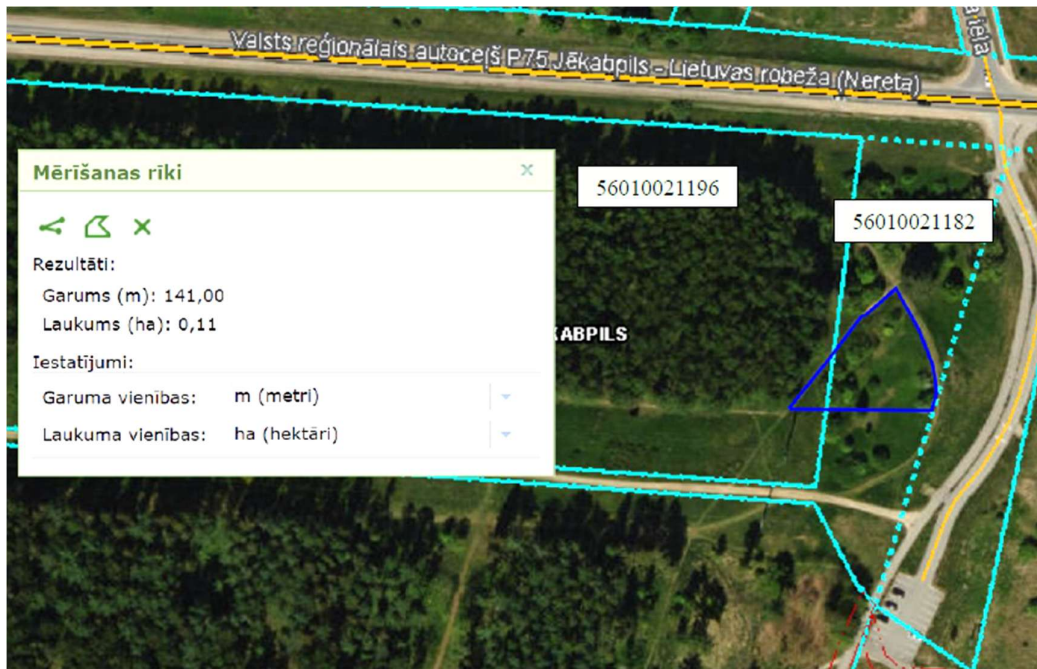 a iela
Valsts reģionālais autoceļš P75 Jēkabpils - Lietuvas robeža (Nereta)
Mērīšanas rīki
56010021196
56010021182
Rezultāti:
Garums (m): 141,00
Laukums (ha): 0,11
KABPILS
Iestatījumi:
Garuma vienības: m (metri)
Laukuma vienības: ha (hektāri)